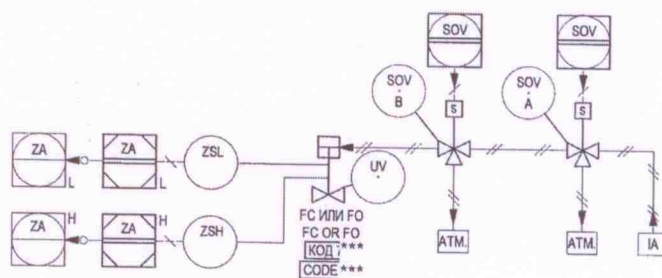 SOV
SOV
SOV
B
SOV
A
S
S
ZA
L
ZA
L
ZSL
UV
ZA
H
ZA
H
ZSH
FC ИЛИ FO
FC OR FO
КОД 7***
CODE ***
ATM.
ATM.
IA